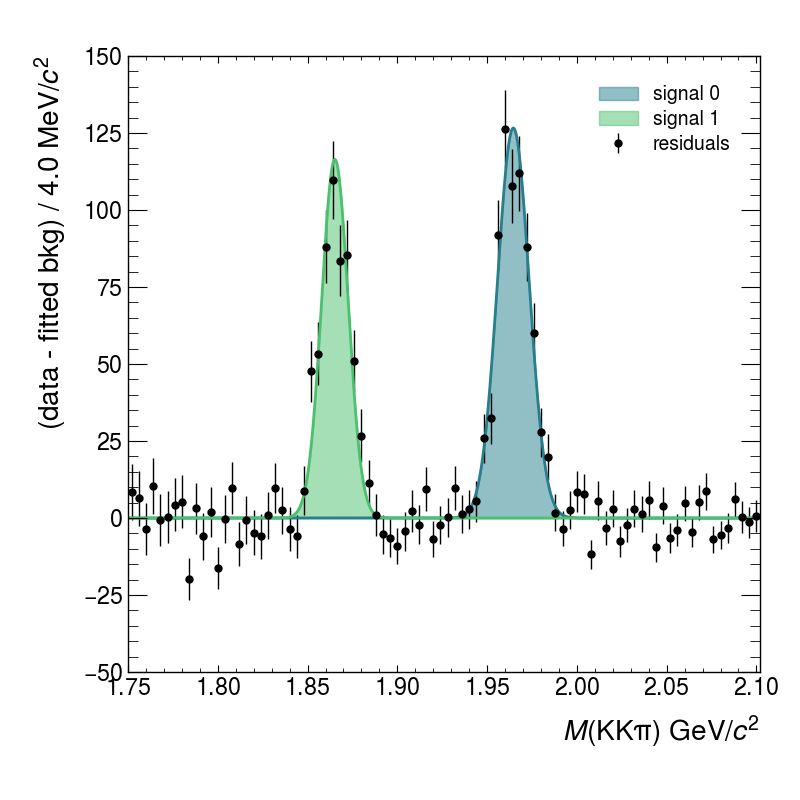 (data - fitted bkg) / 4.0 MeV/c²
150
125
100
75
50
25
0
−25
−50
signal 0
signal 1
residuals
1.75 1.80 1.85 1.90 1.95 2.00 2.05 2.10
M(KKπ) GeV/c²